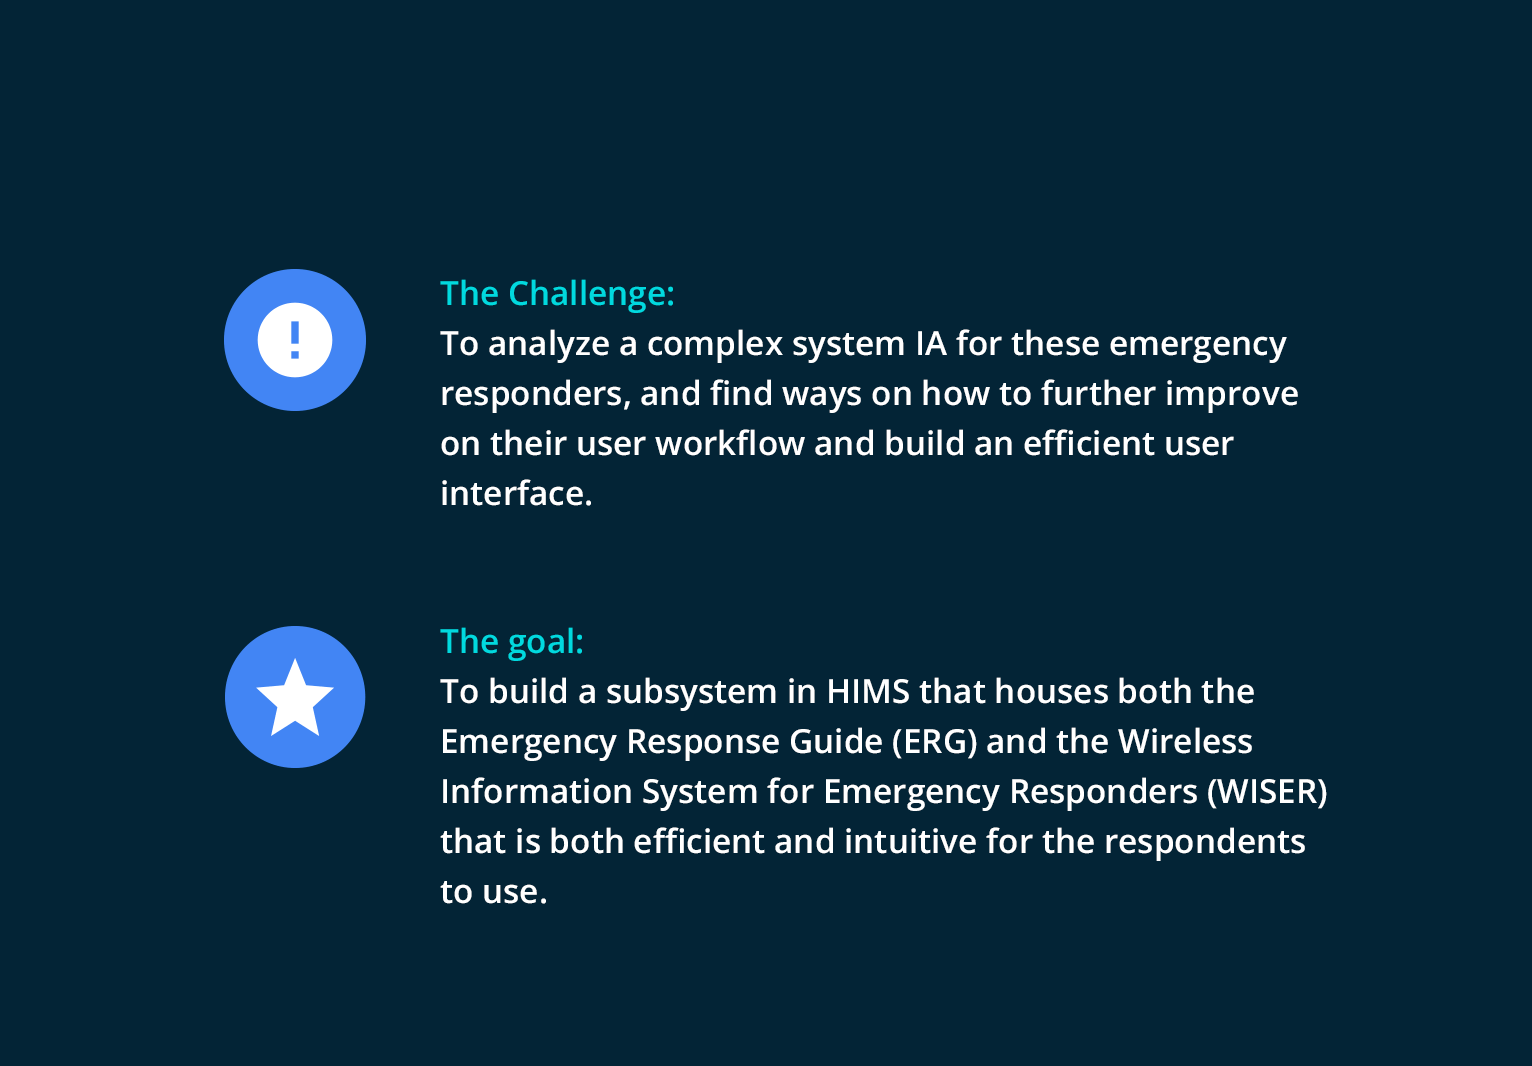 The Challenge:
To analyze a complex system IA for these emergency
responders, and find ways on how to further improve
on their user workflow and build an efficient user
interface.
The goal:
To build a subsystem in HIMS that houses both the
Emergency Response Guide (ERG) and the Wireless
Information System for Emergency Responders (WISER)
that is both efficient and intuitive for the respondents
to use.